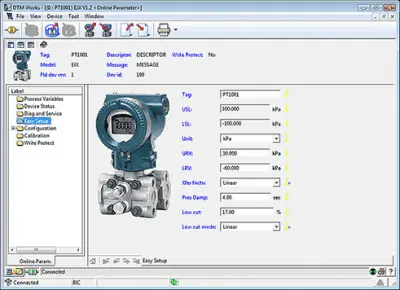 DTM Works - [0 : PT1001) EJX V1.2 <Online Parameter>]
File View Device Tool Window
Tag: PT1001 Descriptor: DESCRIPTOR Write Protect: No
Model: EJX Message: MESSAGE
Fld dev rev: 1 Dev id: 190
Label
Process Variables
Device Status
Diag and Service
Easy Setup
Configuration
Calibration
Write Protect
Tag: PT1001
USL: 100.000 kPa
LSL: -100.000 kPa
Unit: kPa
URV: 30.000 kPa
LRV: -60.000 kPa
Xfer fnctn: Linear
Pres Damp: 4.00 sec
Low cut: 17.00 %
Low cut mode: Linear
Online Param.
Easy Setup
Connected
Connected BIC